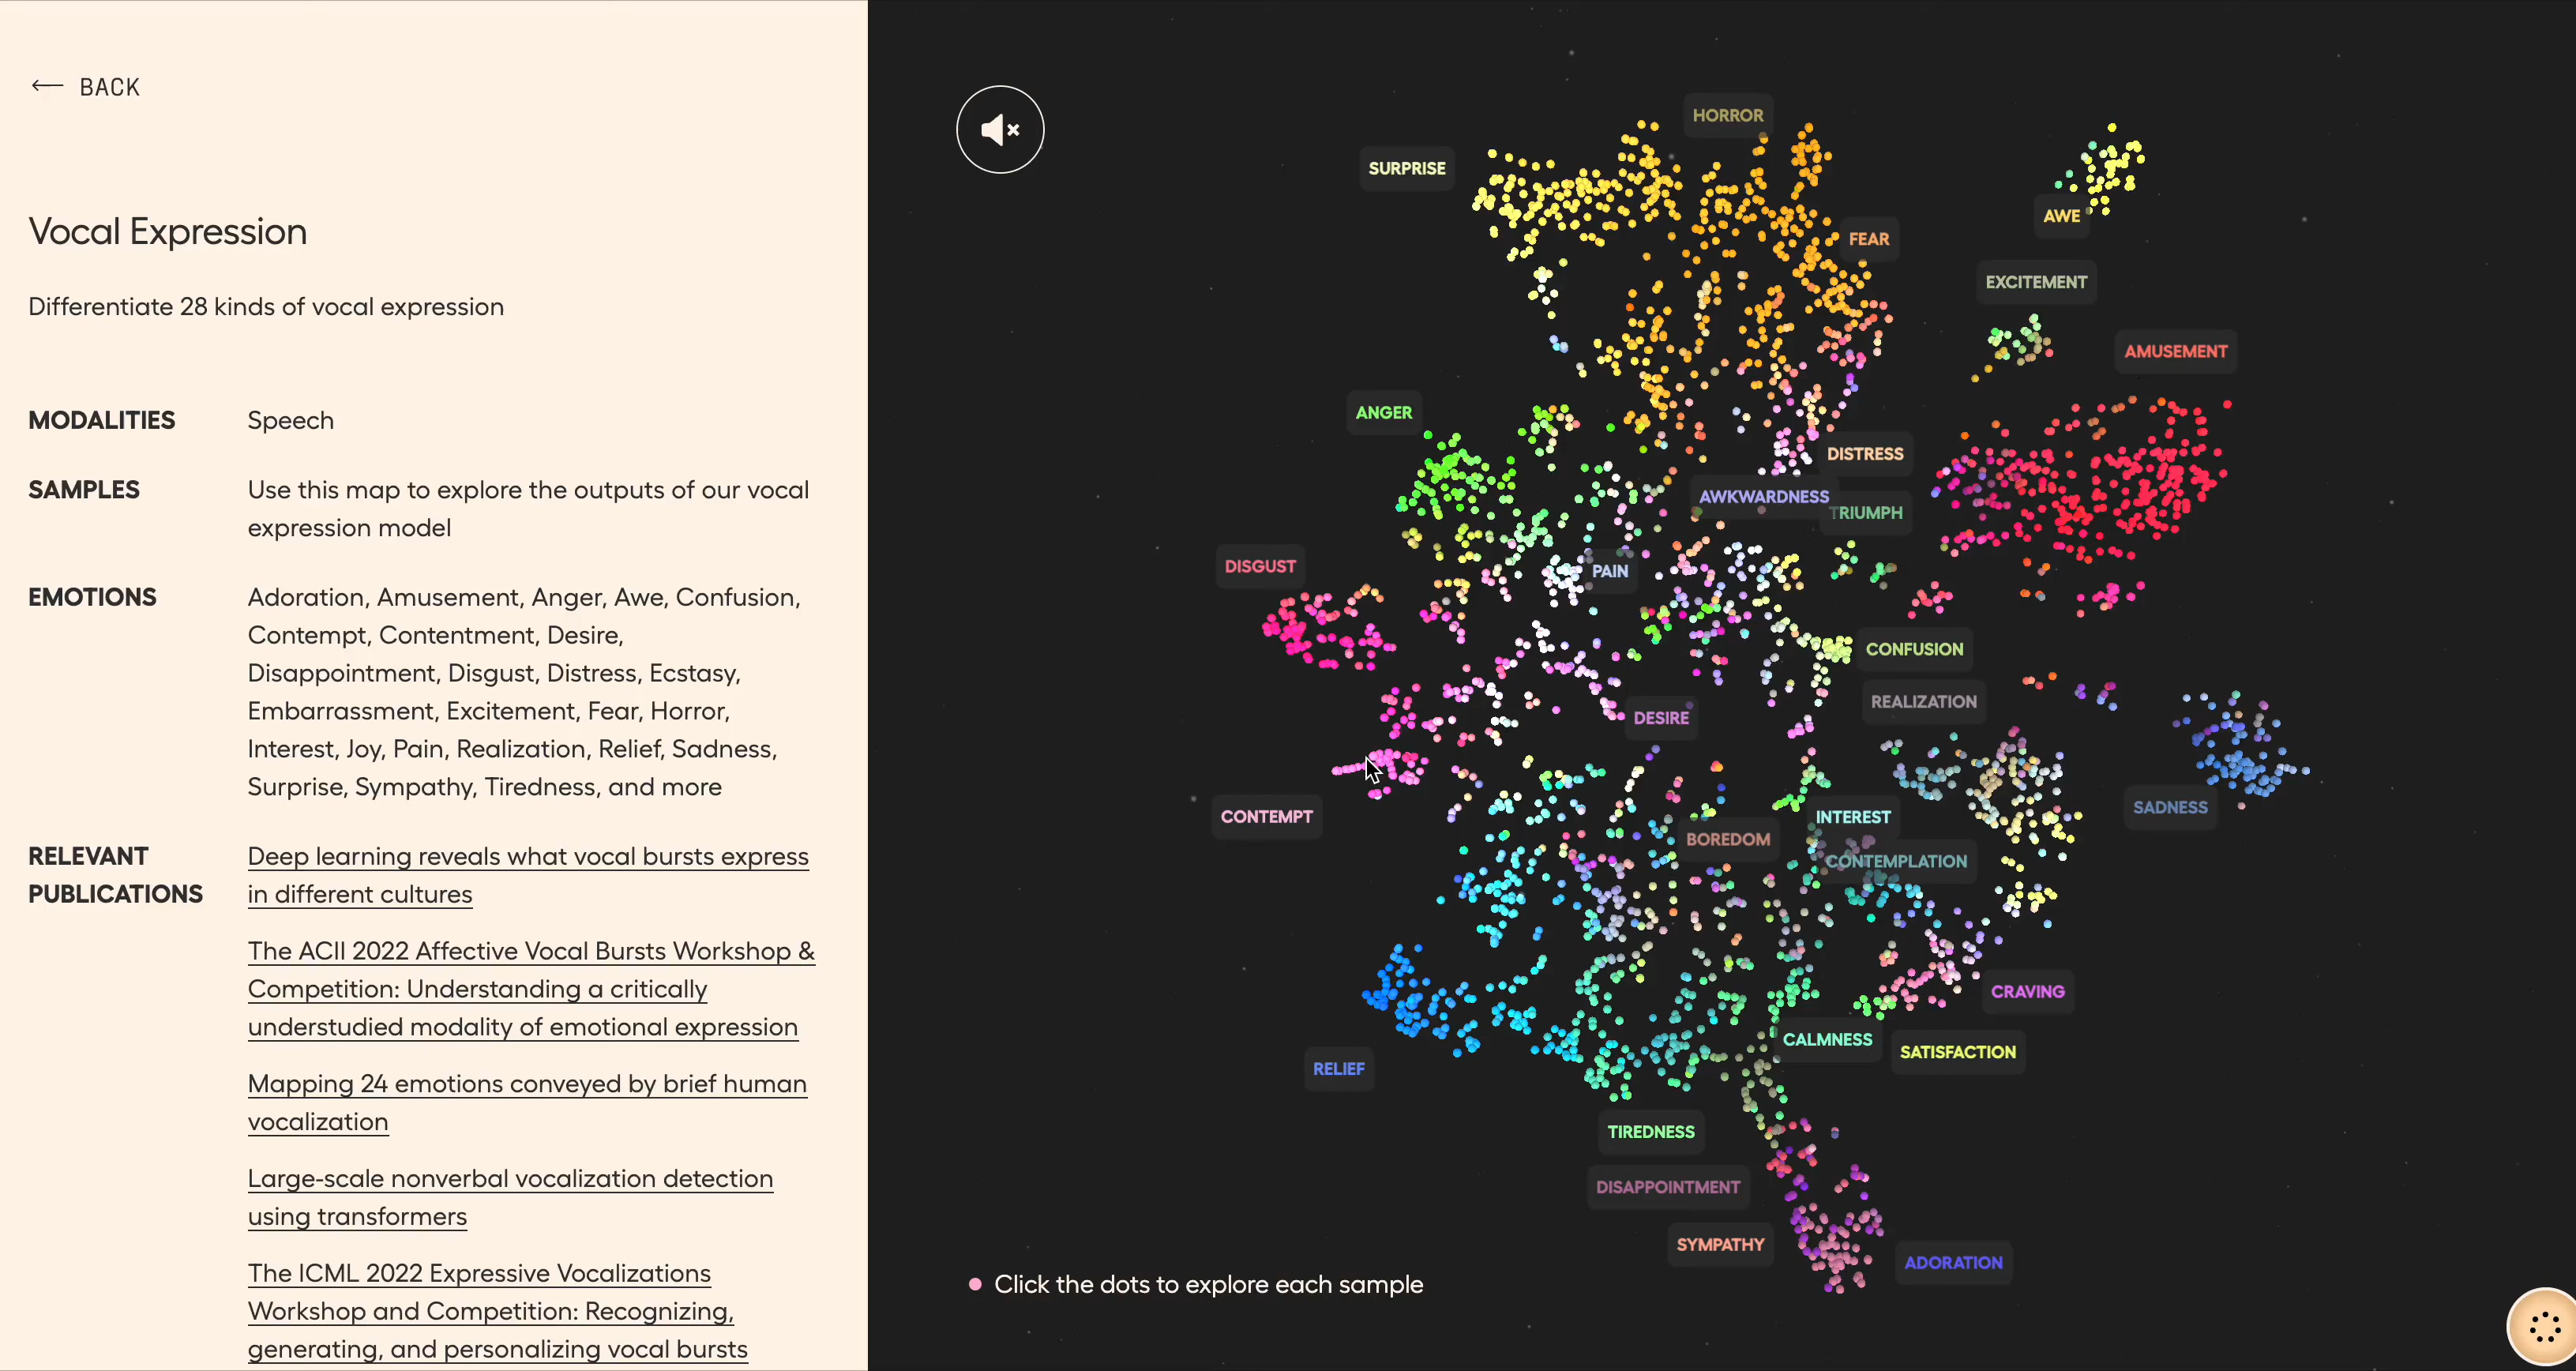 BACK
Vocal Expression
Differentiate 28 kinds of vocal expression
MODALITIES
Speech
SAMPLES
Use this map to explore the outputs of our vocal
expression model
EMOTIONS
Adoration, Amusement, Anger, Awe, Confusion,
Contempt, Contentment, Desire,
Disappointment, Disgust, Distress, Ecstasy,
Embarrassment, Excitement, Fear, Horror,
Interest, Joy, Pain, Realization, Relief, Sadness,
Surprise, Sympathy, Tiredness, and more
RELEVANT
PUBLICATIONS
Deep learning reveals what vocal bursts express
in different cultures
The ACII 2022 Affective Vocal Bursts Workshop &
Competition: Understanding a critically
understudied modality of emotional expression
Mapping 24 emotions conveyed by brief human
vocalization
Large-scale nonverbal vocalization detection
using transformers
The ICML 2022 Expressive Vocalizations
Workshop and Competition: Recognizing,
generating, and personalizing vocal bursts
HORROR
SURPRISE
AWE
FEAR
EXCITEMENT
AMUSEMENT
ANGER
DISTRESS
AWKWARDNESS
TRIUMPH
DISGUST
PAIN
CONFUSION
REALIZATION
DESIRE
SADNESS
CONTEMPT
INTEREST
BOREDOM
CONTEMPLATION
CRAVING
CALMNESS
SATISFACTION
RELIEF
TIREDNESS
DISAPPOINTMENT
SYMPATHY
ADORATION
Click the dots to explore each sample